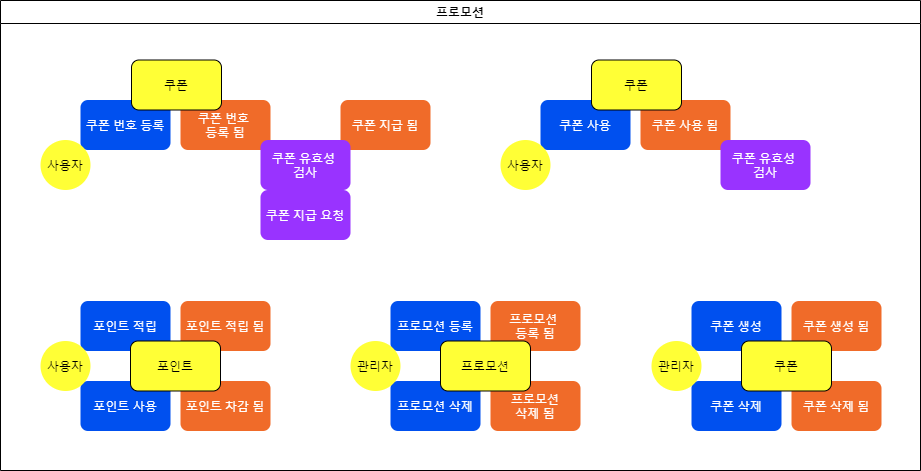 프로모션
쿠폰
쿠폰 번호 등록
쿠폰 번호
등록 됨
쿠폰 지급 됨
사용자
쿠폰 유효성
검사
쿠폰 지급 요청
쿠폰
쿠폰 사용
쿠폰 사용 됨
사용자
쿠폰 유효성
검사
포인트 적립
포인트 적립 됨
사용자
포인트
포인트 사용
포인트 차감 됨
프로모션 등록
프로모션
등록 됨
관리자
프로모션
프로모션 삭제
프로모션
삭제 됨
쿠폰 생성
쿠폰 생성 됨
관리자
쿠폰
쿠폰 삭제
쿠폰 삭제 됨